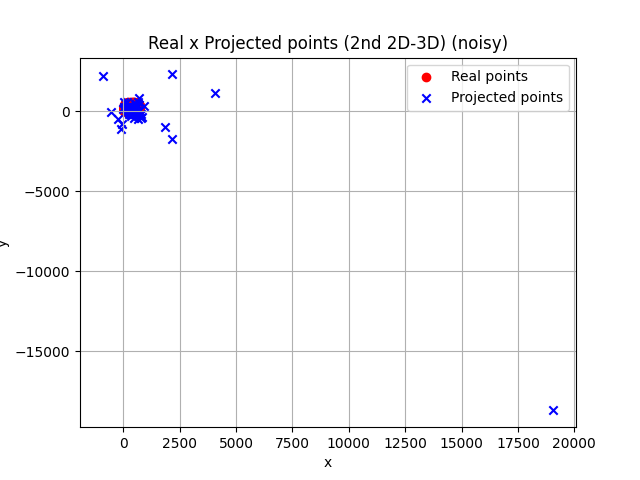 Real x Projected points (2nd 2D-3D) (noisy)
Real points
Projected points
0
−5000
−10000
−15000
y
0 2500 5000 7500 10000 12500 15000 17500 20000
x